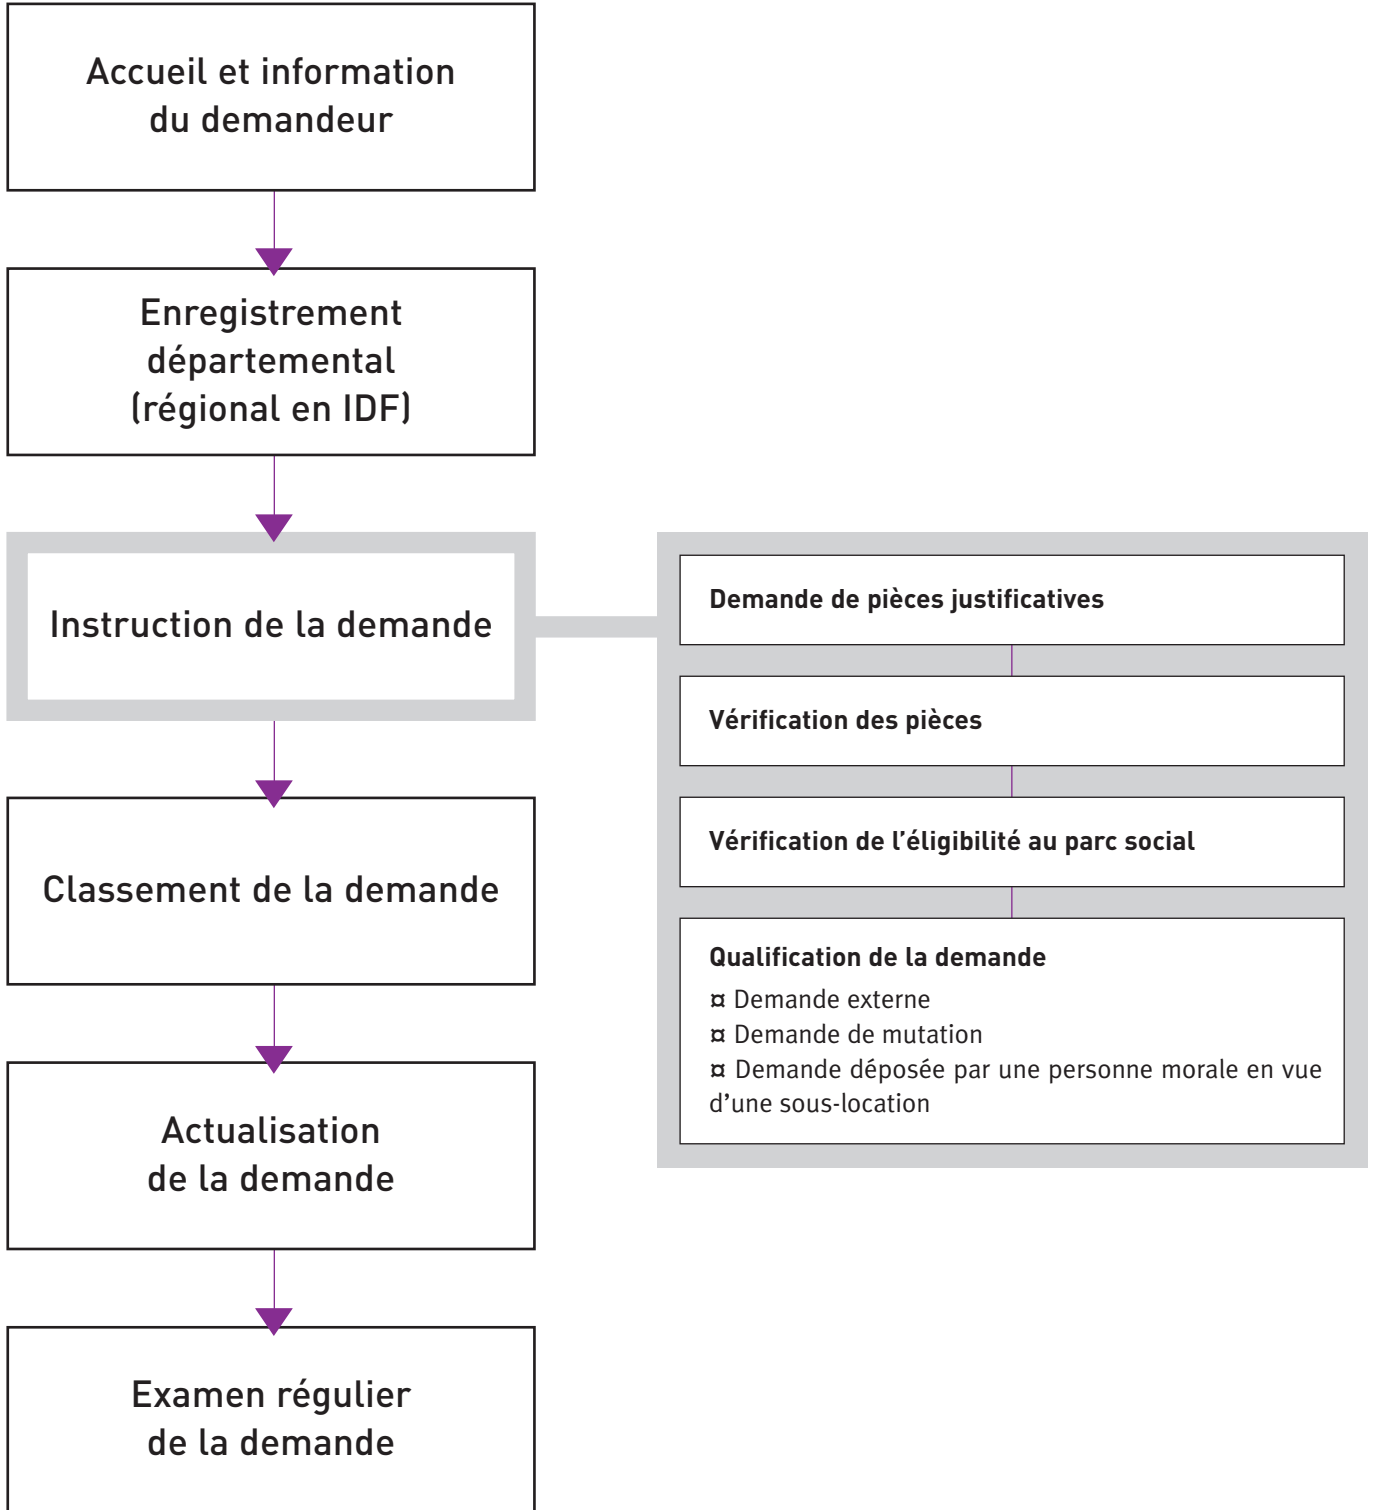 Accueil et information
du demandeur
Enregistrement
départemental
(régional en IDF)
Instruction de la demande
Demande de pièces justificatives
Vérification des pièces
Vérification de l'éligibilité au parc social
Qualification de la demande
¤ Demande externe
¤ Demande de mutation
¤ Demande déposée par une personne morale en vue
d'une sous-location
Classement de la demande
Actualisation
de la demande
Examen régulier
de la demande